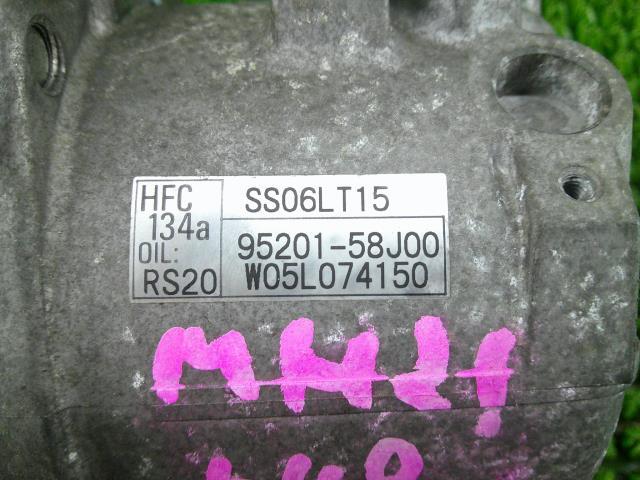 HFC
134a
OIL:
RS20
SS06LT15
95201-58J00
W05L074150
MH21